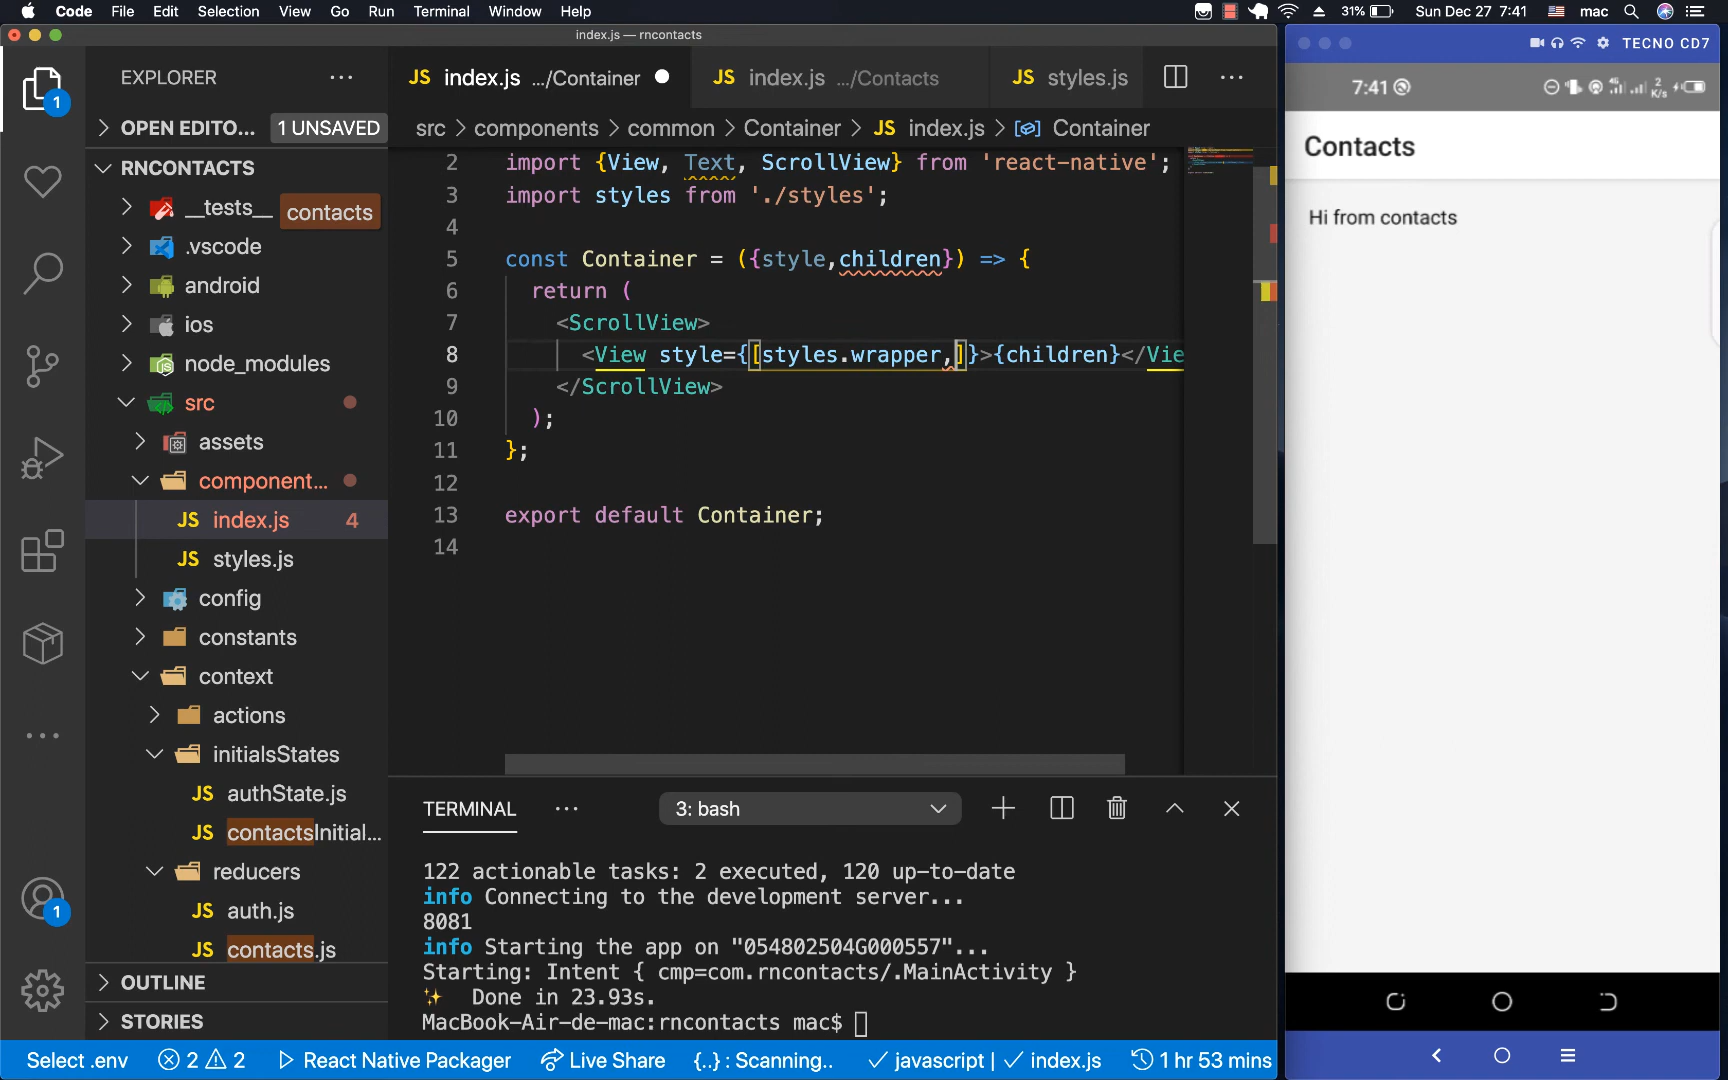 Code File Edit Selection View Go Run Terminal Window Help 31% Sun Dec 27 7:41 mac
index.js — rncontacts
TECNO CD7
EXPLORER
JS index.js .../Container
JS index.js .../Contacts
JS styles.js
7:41
4G
2
K/s
1
OPEN EDITO... 1 UNSAVED
src > components > common > Container > JS index.js > Container
Contacts
RNCONTACTS
__tests__
contacts
.vscode
android
ios
node_modules
src
assets
component...
JS index.js 4
JS styles.js
config
constants
context
actions
initialsStates
JS authState.js
JS contactsInitial...
reducers
JS auth.js
JS contacts.js
OUTLINE
STORIES
1
2 import {View, Text, ScrollView} from 'react-native';
3 import styles from './styles';
4
5 const Container = ({style,children}) => {
6 return (
7 <ScrollView>
8 <View style={[styles.wrapper,]}>{children}</Vie
9 </ScrollView>
10 );
11 };
12
13 export default Container;
14
Hi from contacts
TERMINAL
3: bash
122 actionable tasks: 2 executed, 120 up-to-date
info Connecting to the development server...
8081
info Starting the app on "054802504G000557"...
Starting: Intent { cmp=com.rncontacts/.MainActivity }
✨ Done in 23.93s.
MacBook-Air-de-mac:rncontacts mac$
Select .env 2 2 React Native Packager Live Share {..} : Scanning.. ✓ javascript | ✓ index.js 1 hr 53 mins